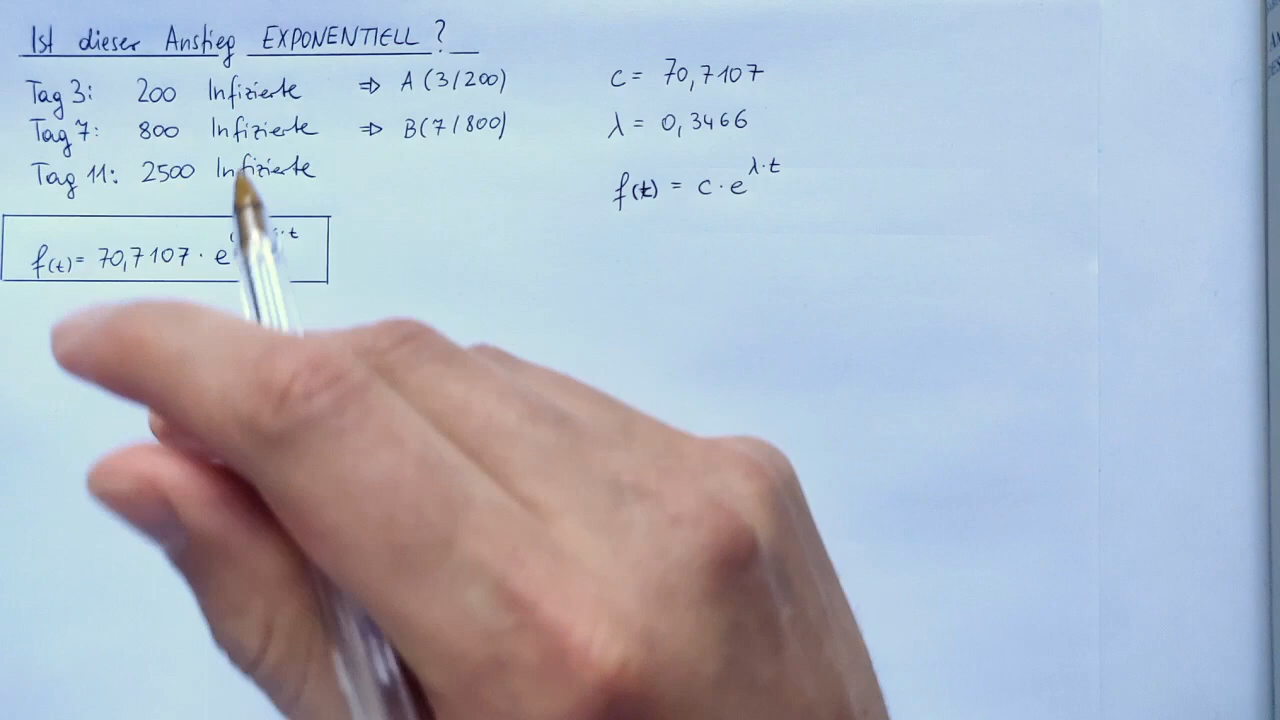 Ist dieser Anstieg EXPONENTIELL?
Tag 3: 200 Infizierte ⇒ A(3/200)
Tag 7: 800 Infizierte ⇒ B(7/800)
Tag 11: 2500 Infizierte
f(t) = 70,7107 · e ·t
c = 70,7107
λ = 0,3466
f(t) = c · e^λ·t